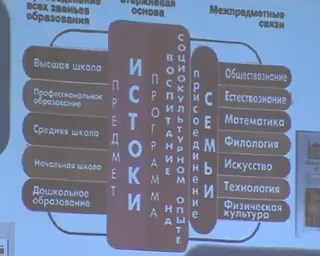 всех звеньев
образования
Стержневая
основа
Межпредметные
связи
Высшая школа
Профессиональное
образование
Средняя школа
Начальная школа
Дошкольное
образование
ПРЕДМЕТ
ИСТОКИ
ПРОГРАММА
ВОСПИТАНИЕ НА
СОЦИОКУЛЬТУРНОМ ОПЫТЕ
ПРИСОЕДИНЕНИЕ
СЕМЬИ
Обществознание
Естествознание
Математика
Филология
Искусство
Технология
Физическая
культура